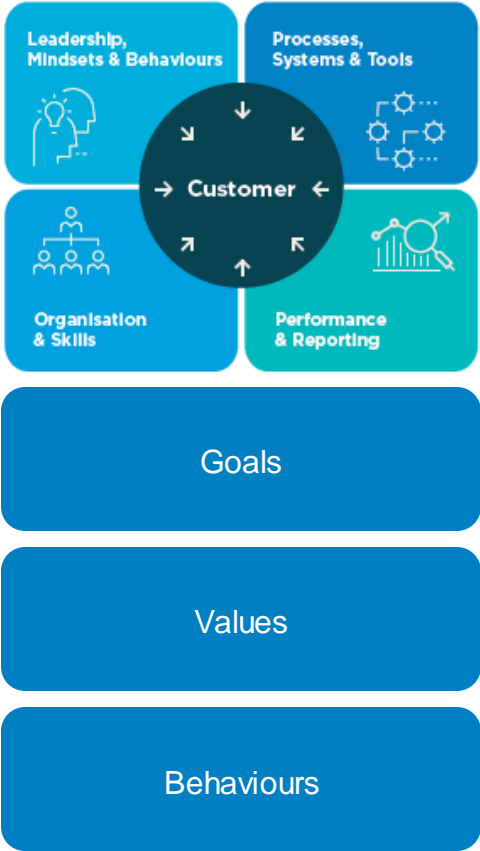 Leadership,
Mindsets & Behaviours
Processes,
Systems & Tools
Customer
Organisation
& Skills
Performance
& Reporting
Goals
Values
Behaviours